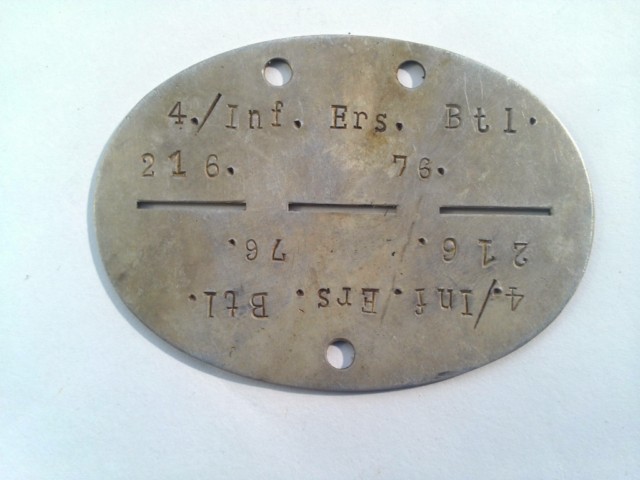 4./Inf. Ers. Btl.
216. 76.
4./Inf.Ers. Btl.
216. 76.